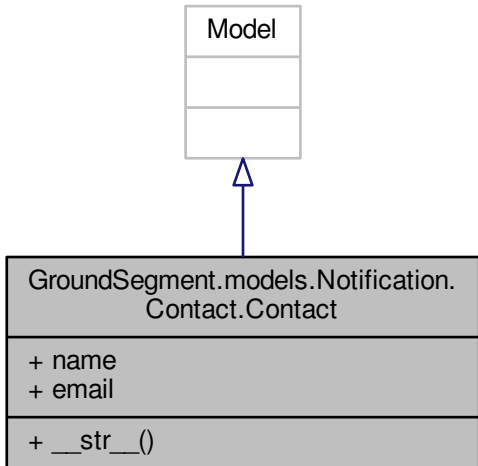 Model
GroundSegment.models.Notification.
Contact.Contact
+ name
+ email
+ __str__()